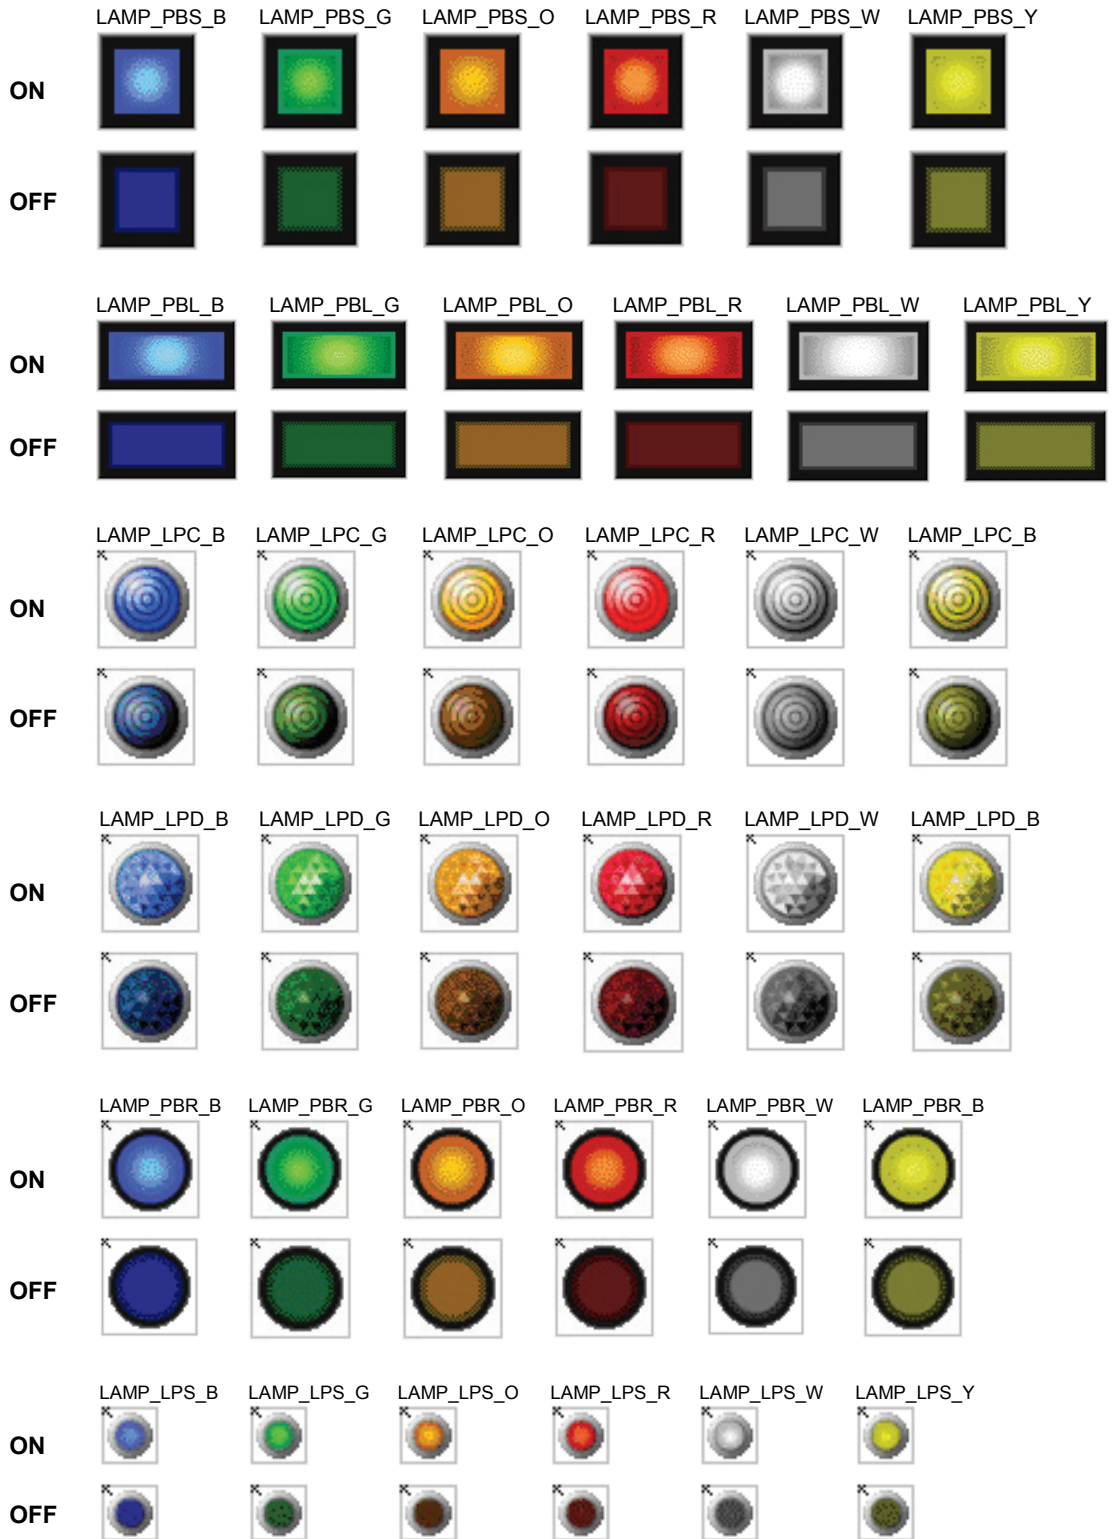 LAMP_PBS_B LAMP_PBS_G LAMP_PBS_O LAMP_PBS_R LAMP_PBS_W LAMP_PBS_Y
ON
OFF
LAMP_PBL_B LAMP_PBL_G LAMP_PBL_O LAMP_PBL_R LAMP_PBL_W LAMP_PBL_Y
ON
OFF
LAMP_LPC_B LAMP_LPC_G LAMP_LPC_O LAMP_LPC_R LAMP_LPC_W LAMP_LPC_B
ON
OFF
LAMP_LPD_B LAMP_LPD_G LAMP_LPD_O LAMP_LPD_R LAMP_LPD_W LAMP_LPD_B
ON
OFF
LAMP_PBR_B LAMP_PBR_G LAMP_PBR_O LAMP_PBR_R LAMP_PBR_W LAMP_PBR_B
ON
OFF
LAMP_LPS_B LAMP_LPS_G LAMP_LPS_O LAMP_LPS_R LAMP_LPS_W LAMP_LPS_Y
ON
OFF